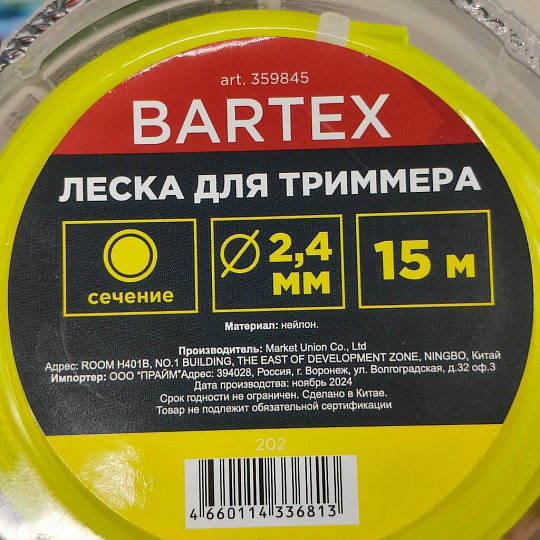 art. 359845
BARTEX
ЛЕСКА ДЛЯ ТРИММЕРА
сечение
2,4
мм
15 м
Материал: нейлон.
Производитель: Market Union Co., Ltd
Адрес: ROOM H401B, NO.1 BUILDING, THE EAST OF DEVELOPMENT ZONE, NINGBO, Китай
Импортер: ООО "ПРАЙМ"Адрес: 394028, Россия, г. Воронеж, ул. Волгоградская, д.32 оф.3
Дата производства: ноябрь 2024
Срок годности не ограничен. Сделано в Китае.
Товар не подлежит обязательной сертификации
202
4 660114 336813